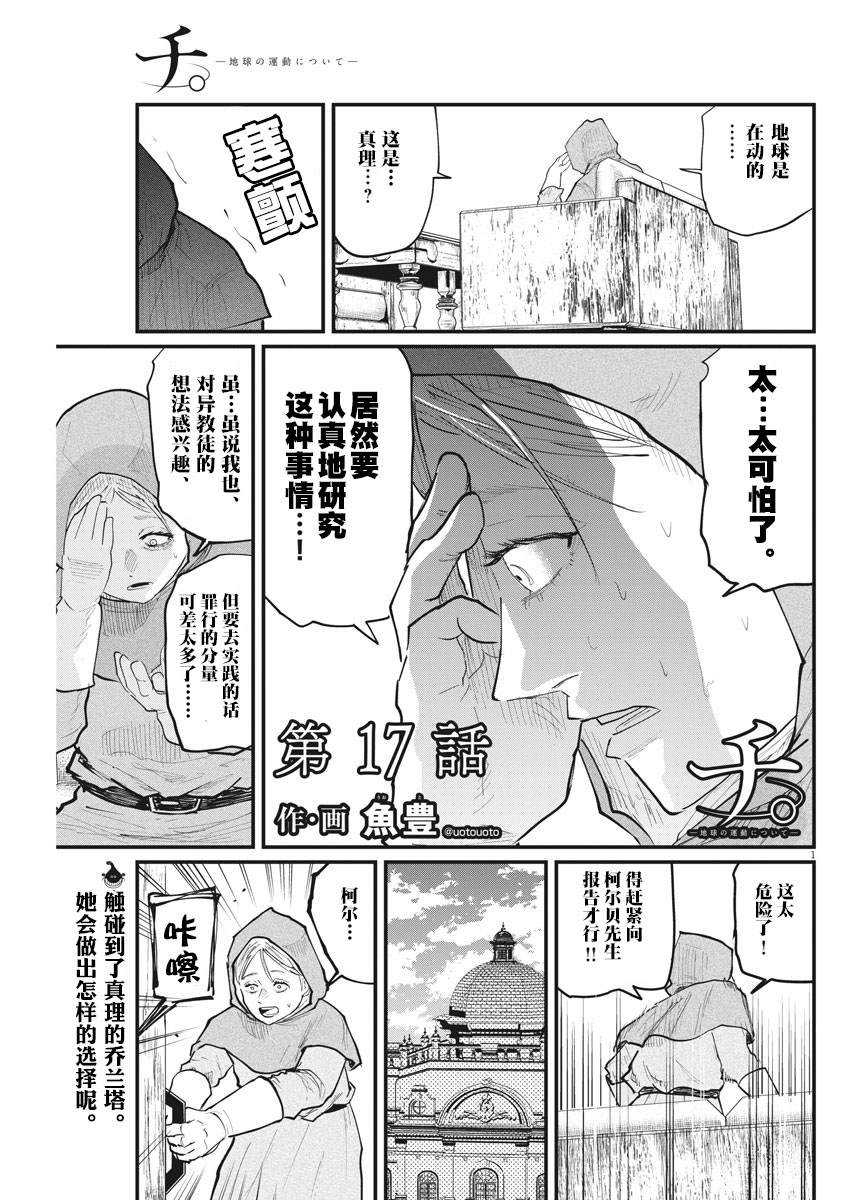 チ。
―地球の運動について―
地球是
在动的
……
这是…
真理
…?
寒颤
太…太可怕了。
居然要
认真地研究
这种事情…!
第17話
作・画 魚豊 @uotouoto
チ。
―地球の運動について―
虽…虽说我也、
对异教徒的
想法感兴趣、
但要去实践的话
罪行的分量
可差太多了……
1
这太
危险了!
得赶紧向
柯尔贝先生
报告才行!!
柯尔…
咔嚓
触碰到了真理的乔兰塔。
她会做出怎样的选择呢。